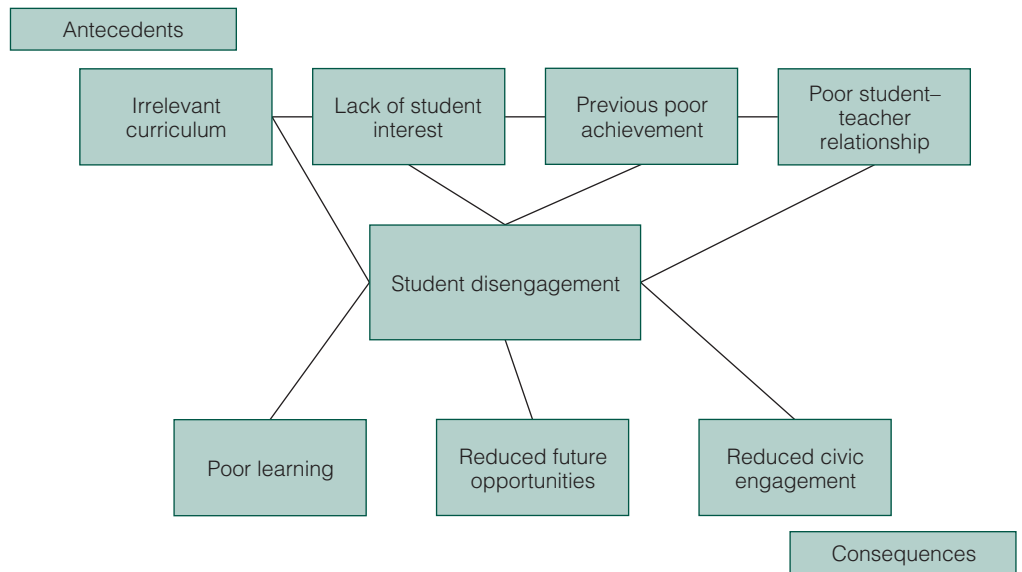 Antecedents
Irrelevant
curriculum
Lack of student
interest
Previous poor
achievement
Poor student–
teacher
relationship
Student disengagement
Poor learning
Reduced future
opportunities
Reduced civic
engagement
Consequences